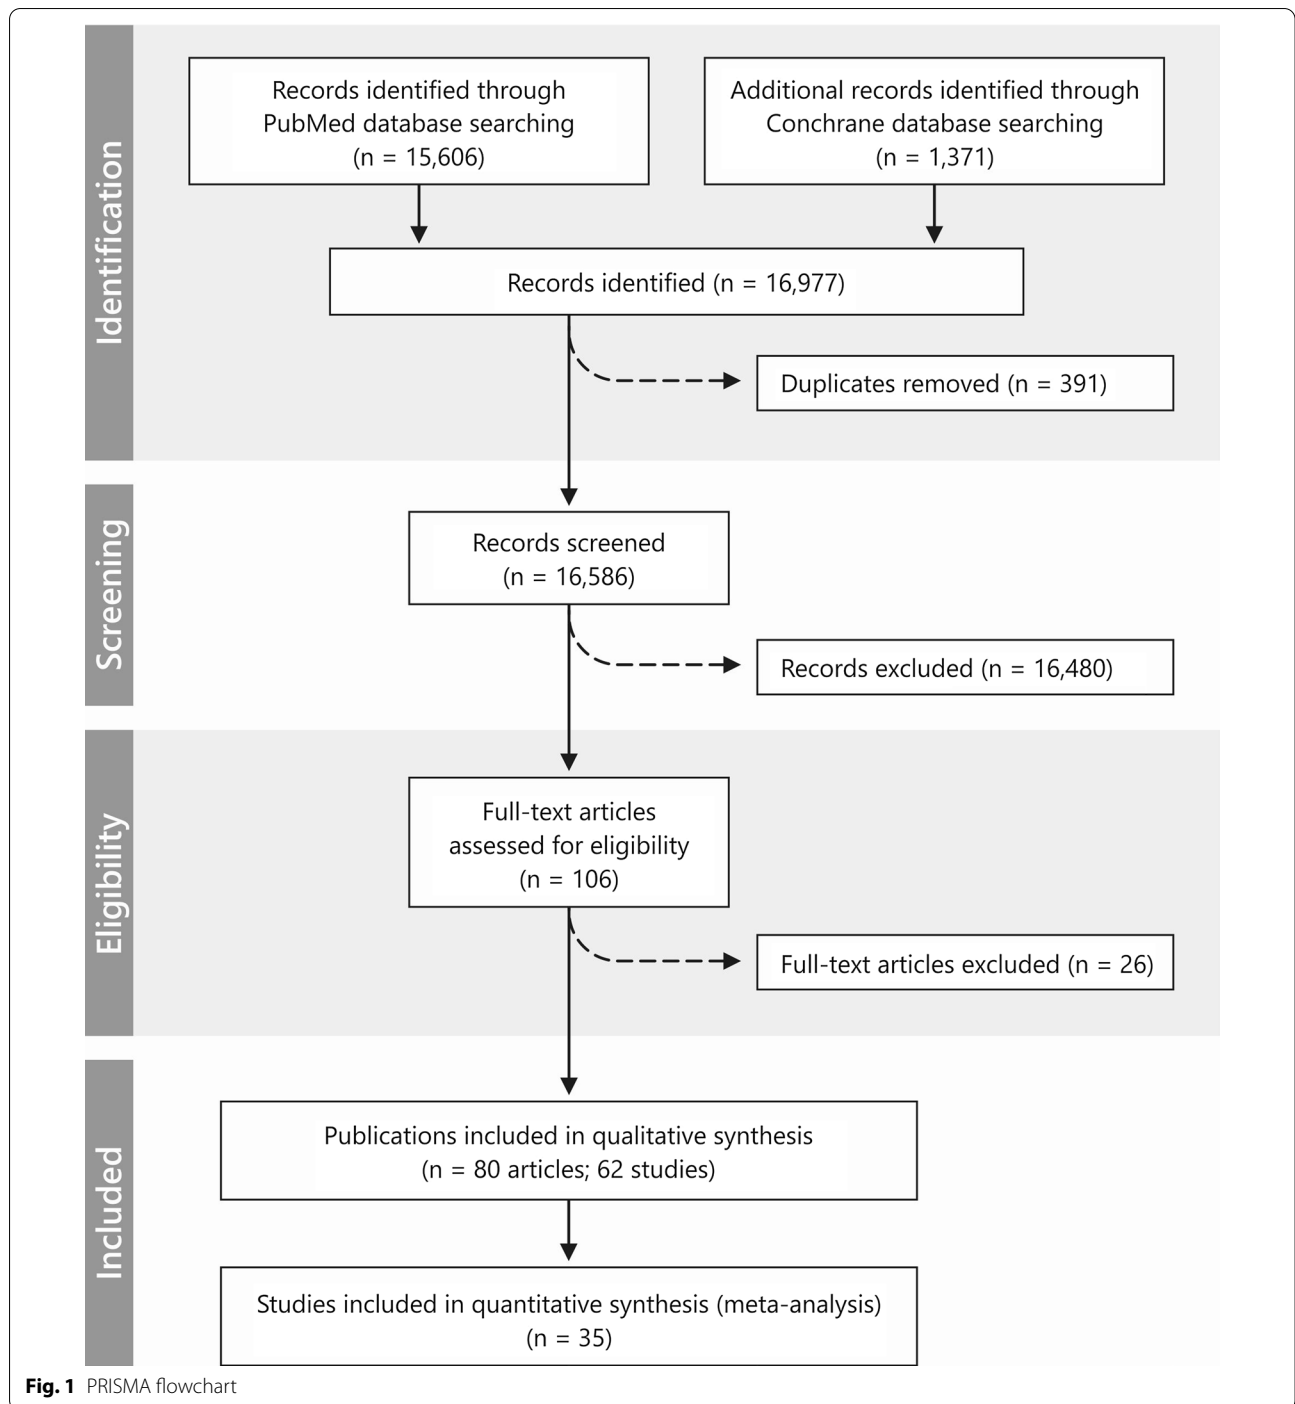 Identification
Records identified through
PubMed database searching
(n = 15,606)
Additional records identified through
Conchrane database searching
(n = 1,371)
Records identified (n = 16,977)
Duplicates removed (n = 391)
Screening
Records screened
(n = 16,586)
Records excluded (n = 16,480)
Eligibility
Full-text articles
assessed for eligibility
(n = 106)
Full-text articles excluded (n = 26)
Included
Publications included in qualitative synthesis
(n = 80 articles; 62 studies)
Studies included in quantitative synthesis (meta-analysis)
(n = 35)
Fig. 1 PRISMA flowchart